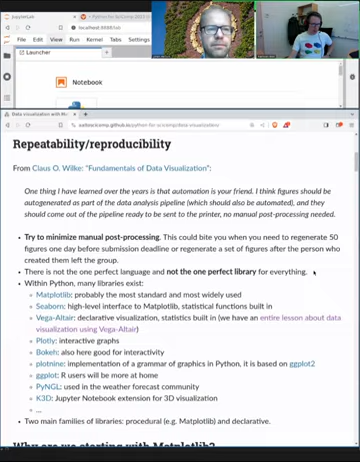 JupyterLab
Python for SciComp 2022
localhost:8888/lab
File Edit View Run Kernel Tabs Settings
Launcher
Notebook
Data visualization with Mat
aaltoscicomp.github.io/python-for-scicomp/data-visualization/
Repeatability/reproducibility
From Claus O. Wilke: "Fundamentals of Data Visualization":
One thing I have learned over the years is that automation is your friend. I think figures should be
autogenerated as part of the data analysis pipeline (which should also be automated), and
they should come out of the pipeline ready to be sent to the printer, no manual post-processing needed.
• Try to minimize manual post-processing. This could bite you when you need to regenerate 50
figures one day before submission deadline or regenerate a set of figures after the person who
created them left the group.
• There is not the one perfect language and not the one perfect library for everything.
• Within Python, many libraries exist:
• Matplotlib: probably the most standard and most widely used
• Seaborn: high-level interface to Matplotlib, statistical functions built in
• Vega-Altair: declarative visualization, statistics built in (we have an entire lesson about data
visualization using Vega-Altair)
• Plotly: interactive graphs
• Bokeh: also here good for interactivity
• plotnine: implementation of a grammar of graphics in Python, it is based on ggplot2
• ggplot: R users will be more at home
• PyNGL: used in the weather forecast community
• K3D: Jupyter Notebook extension for 3D visualization
• ...
• Two main families of libraries: procedural (e.g. Matplotlib) and declarative.
Why are we starting with Matplotlib?